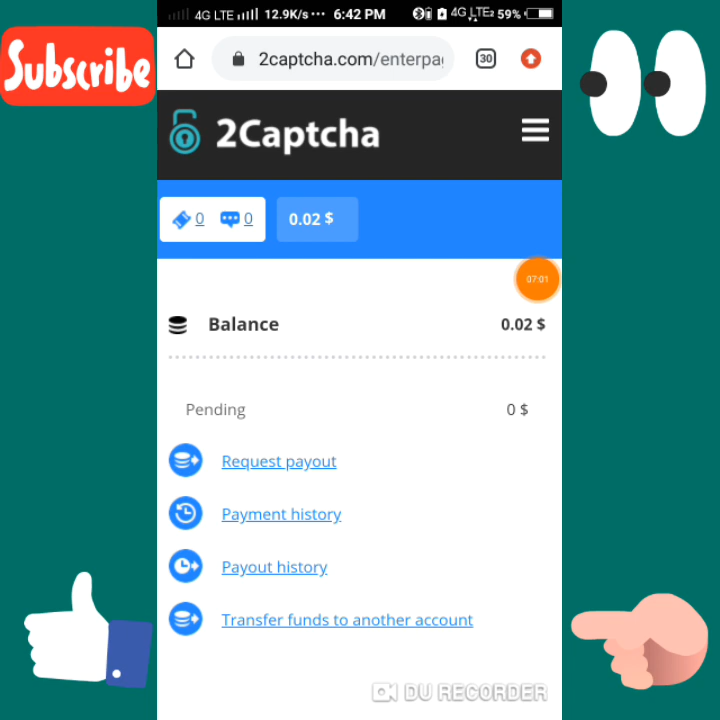 Subscribe
4G LTE 12.9K/s ··· 6:42 PM 4G LTE2 59%
2captcha.com/enterpa
30
2Captcha
0 0 0.02 $
07:01
Balance 0.02 $
Pending 0 $
Request payout
Payment history
Payout history
Transfer funds to another account
DU RECORDER